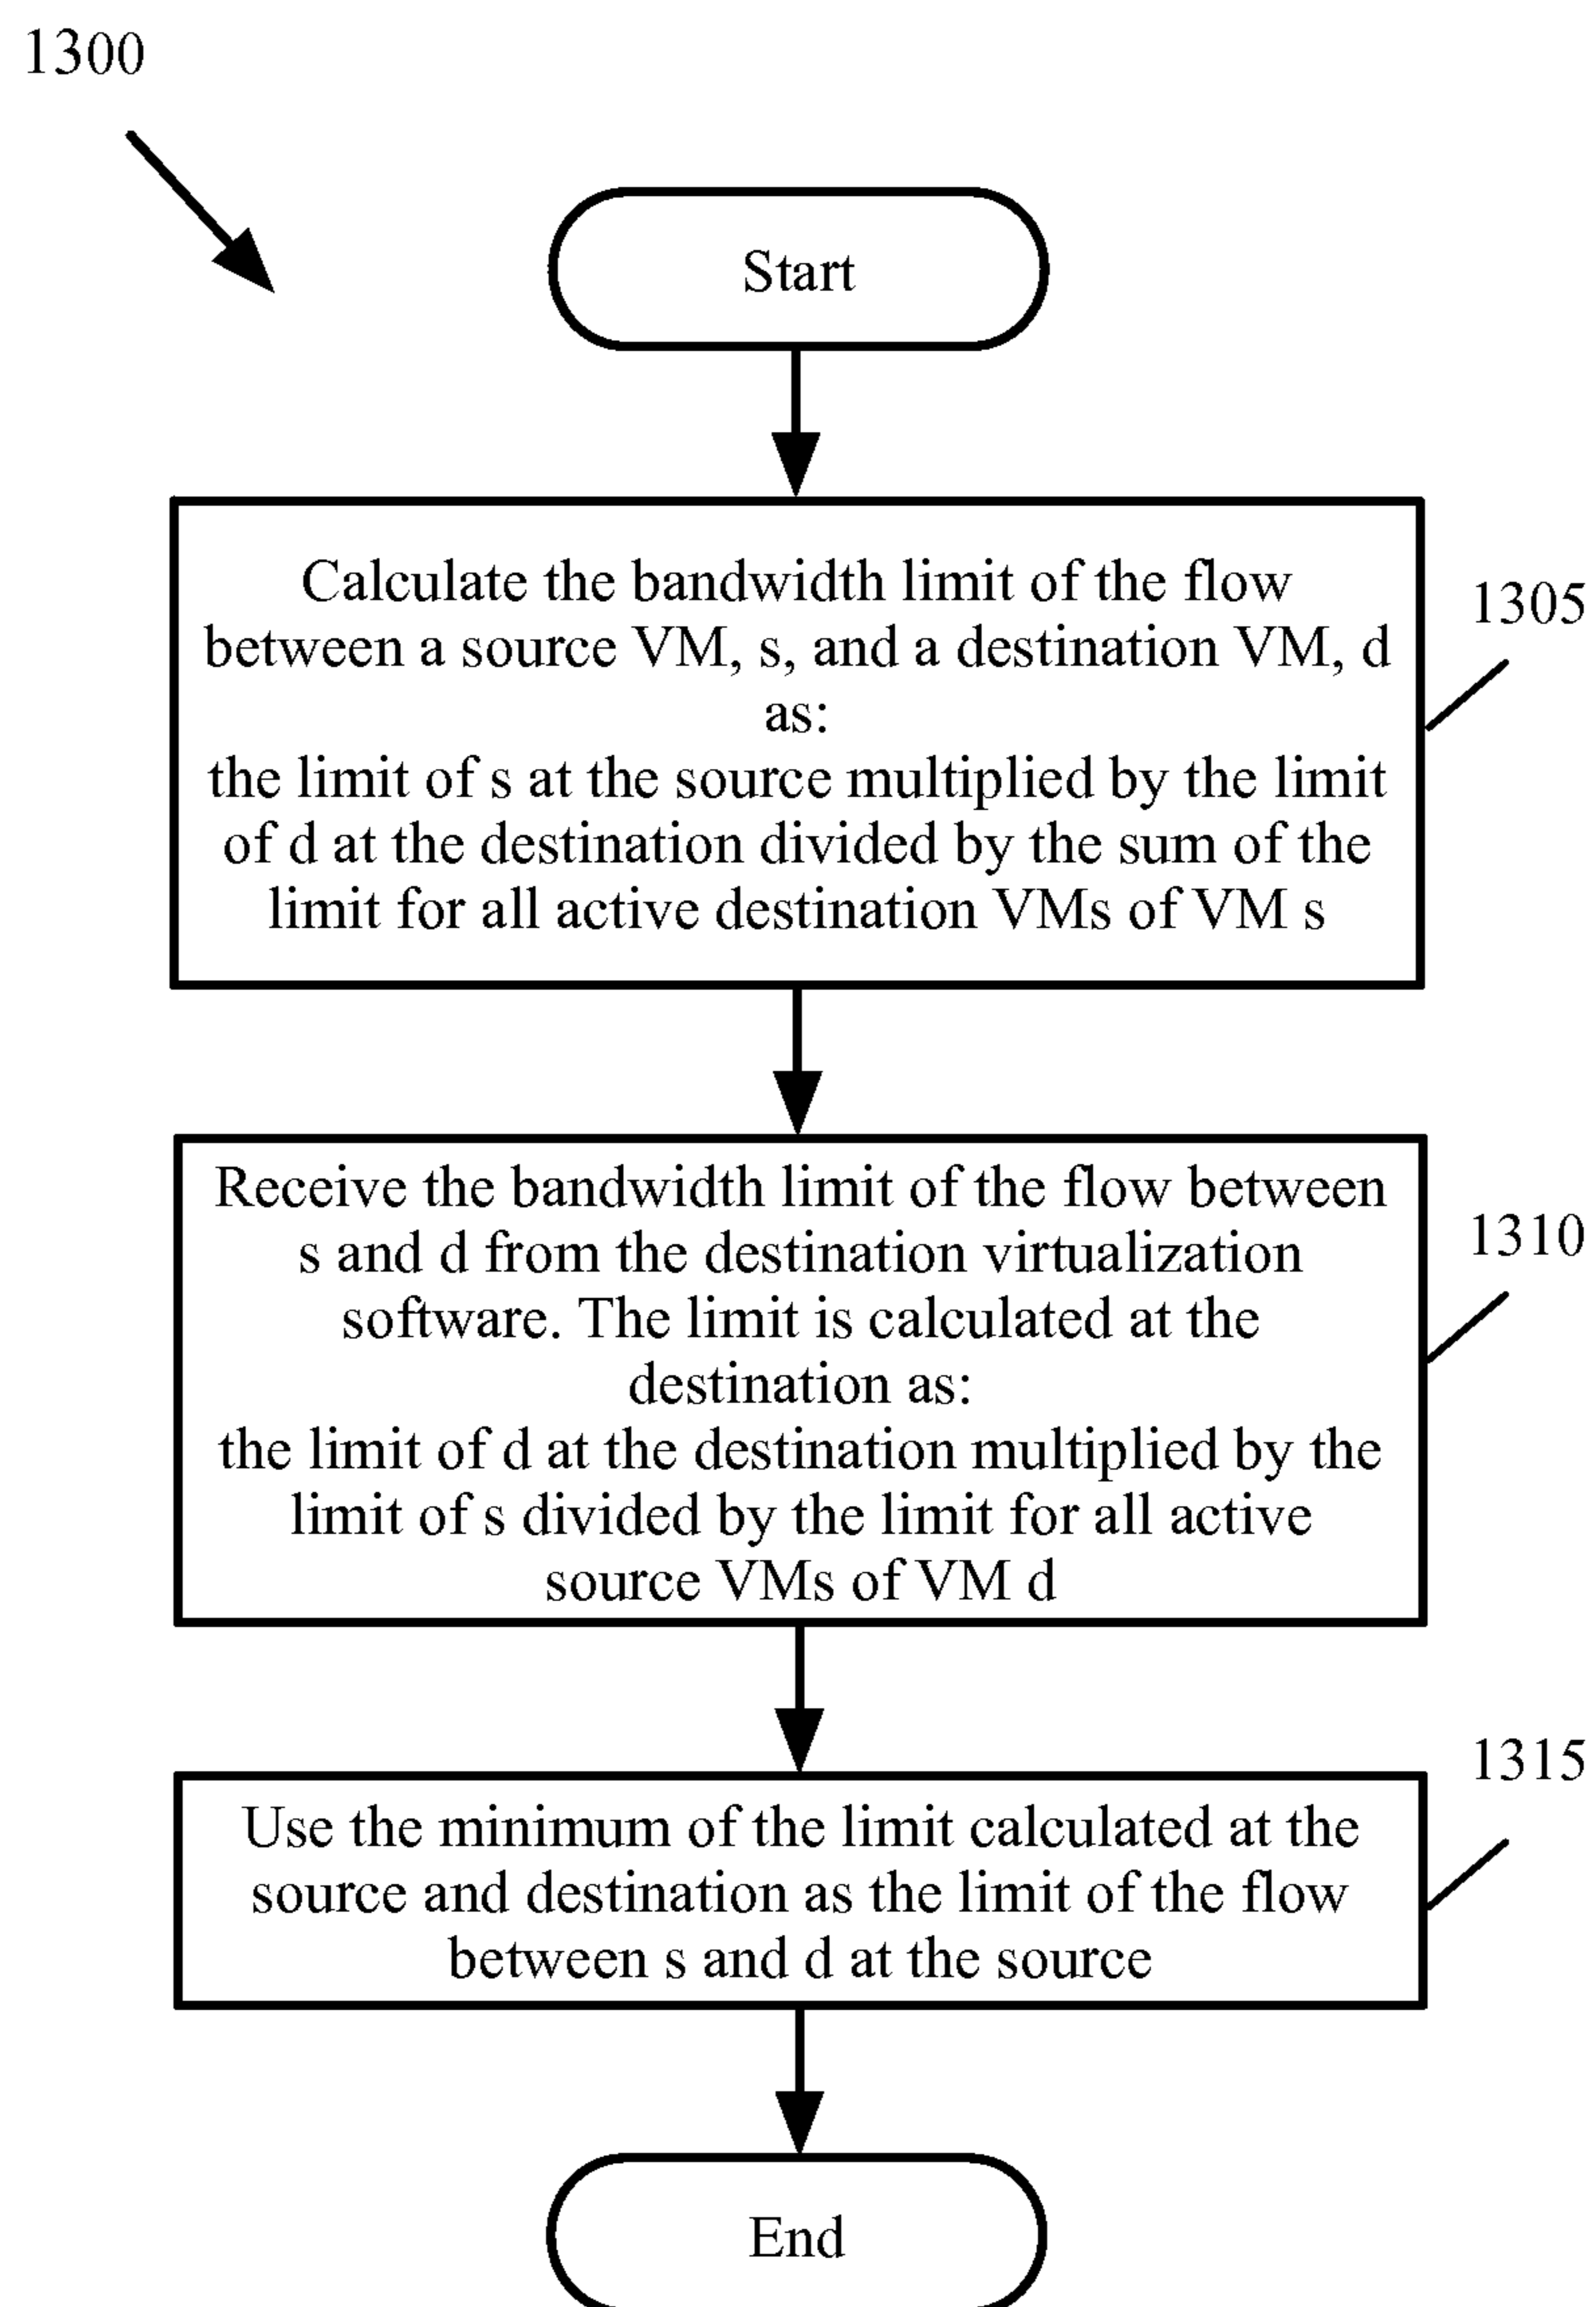 1300
Start
Calculate the bandwidth limit of the flow
between a source VM, s, and a destination VM, d
as:
the limit of s at the source multiplied by the limit
of d at the destination divided by the sum of the
limit for all active destination VMs of VM s
1305
Receive the bandwidth limit of the flow between
s and d from the destination virtualization
software. The limit is calculated at the
destination as:
the limit of d at the destination multiplied by the
limit of s divided by the limit for all active
source VMs of VM d
1310
Use the minimum of the limit calculated at the
source and destination as the limit of the flow
between s and d at the source
1315
End